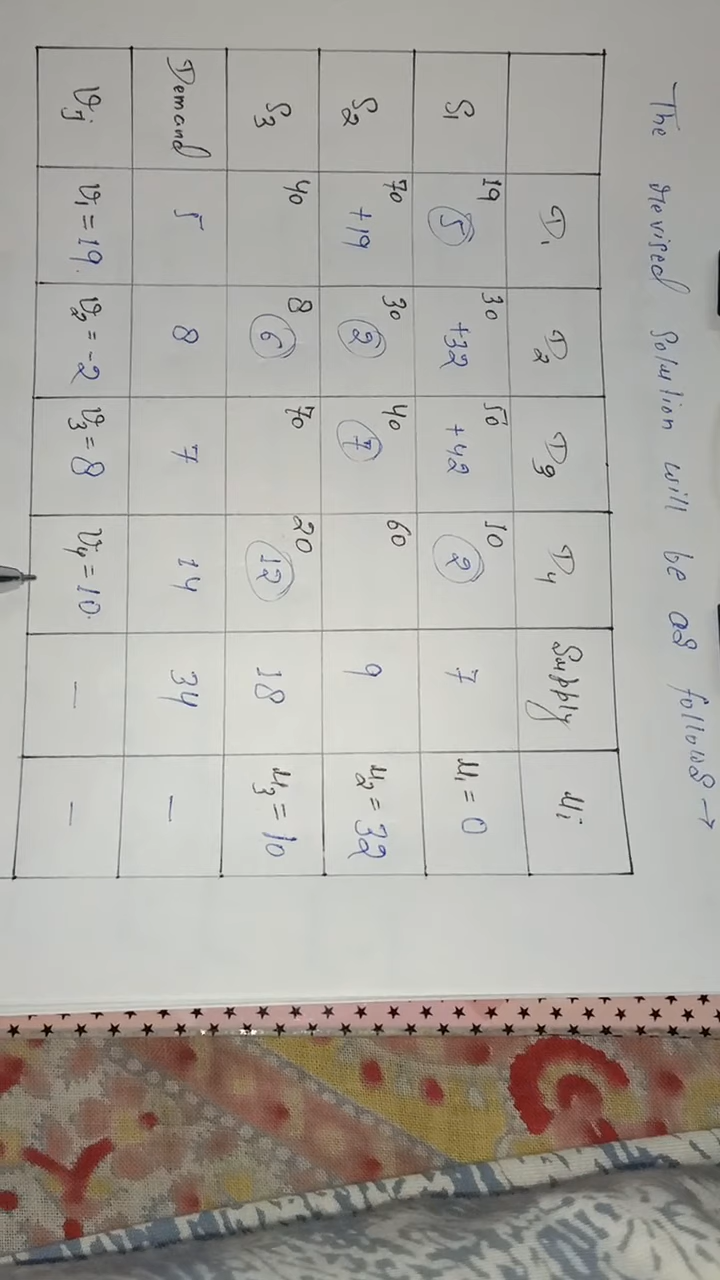 The revised solution will be as follows →
D1 D2 D3 D4 Supply ui
S1 19 (5) 30 +32 50 +42 10 (2) 7 u1 = 0
S2 70 +19 30 (2) 40 (7) 60 9 u2 = 32
S3 40 8 (6) 70 20 (12) 18 u3 = 10
Demand 5 8 7 14 34 —
vj v1 = 19. v2 = -2 v3 = 8 v4 = 10. — —